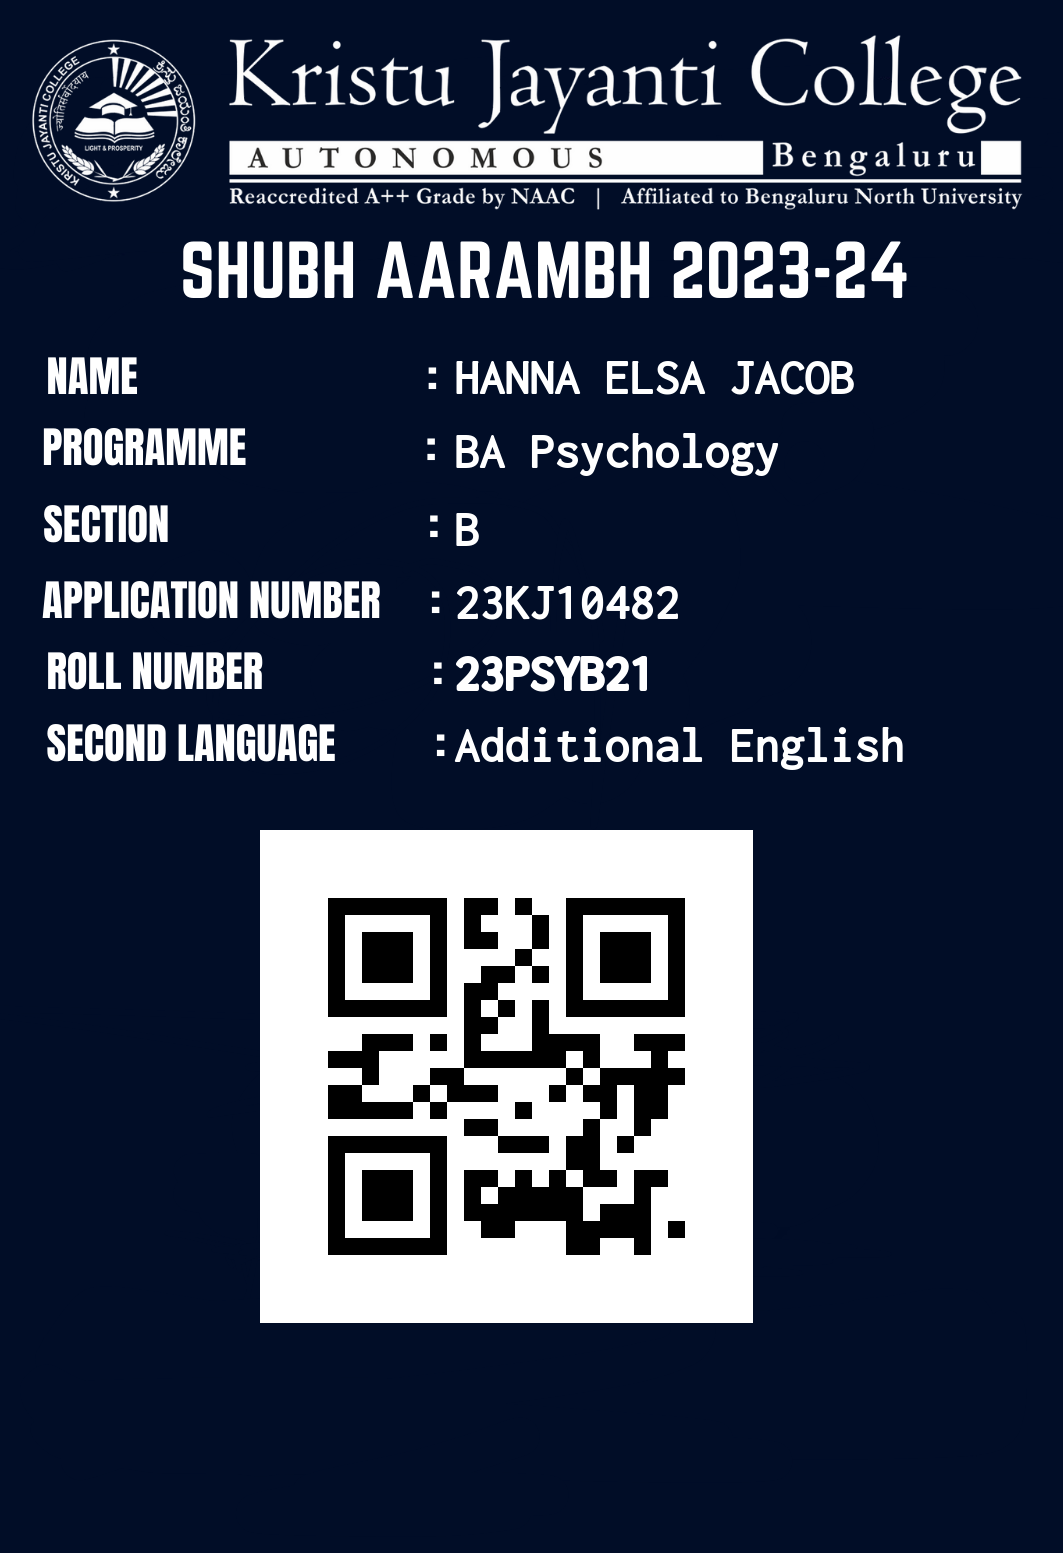 Kristu Jayanti College
AUTONOMOUS Bengaluru
Reaccredited A++ Grade by NAAC | Affiliated to Bengaluru North University
KRISTU JAYANTI COLLEGE
LIGHT & PROSPERITY
SHUBH AARAMBH 2023-24
NAME : HANNA ELSA JACOB
PROGRAMME : BA Psychology
SECTION : B
APPLICATION NUMBER : 23KJ10482
ROLL NUMBER : 23PSYB21
SECOND LANGUAGE : Additional English